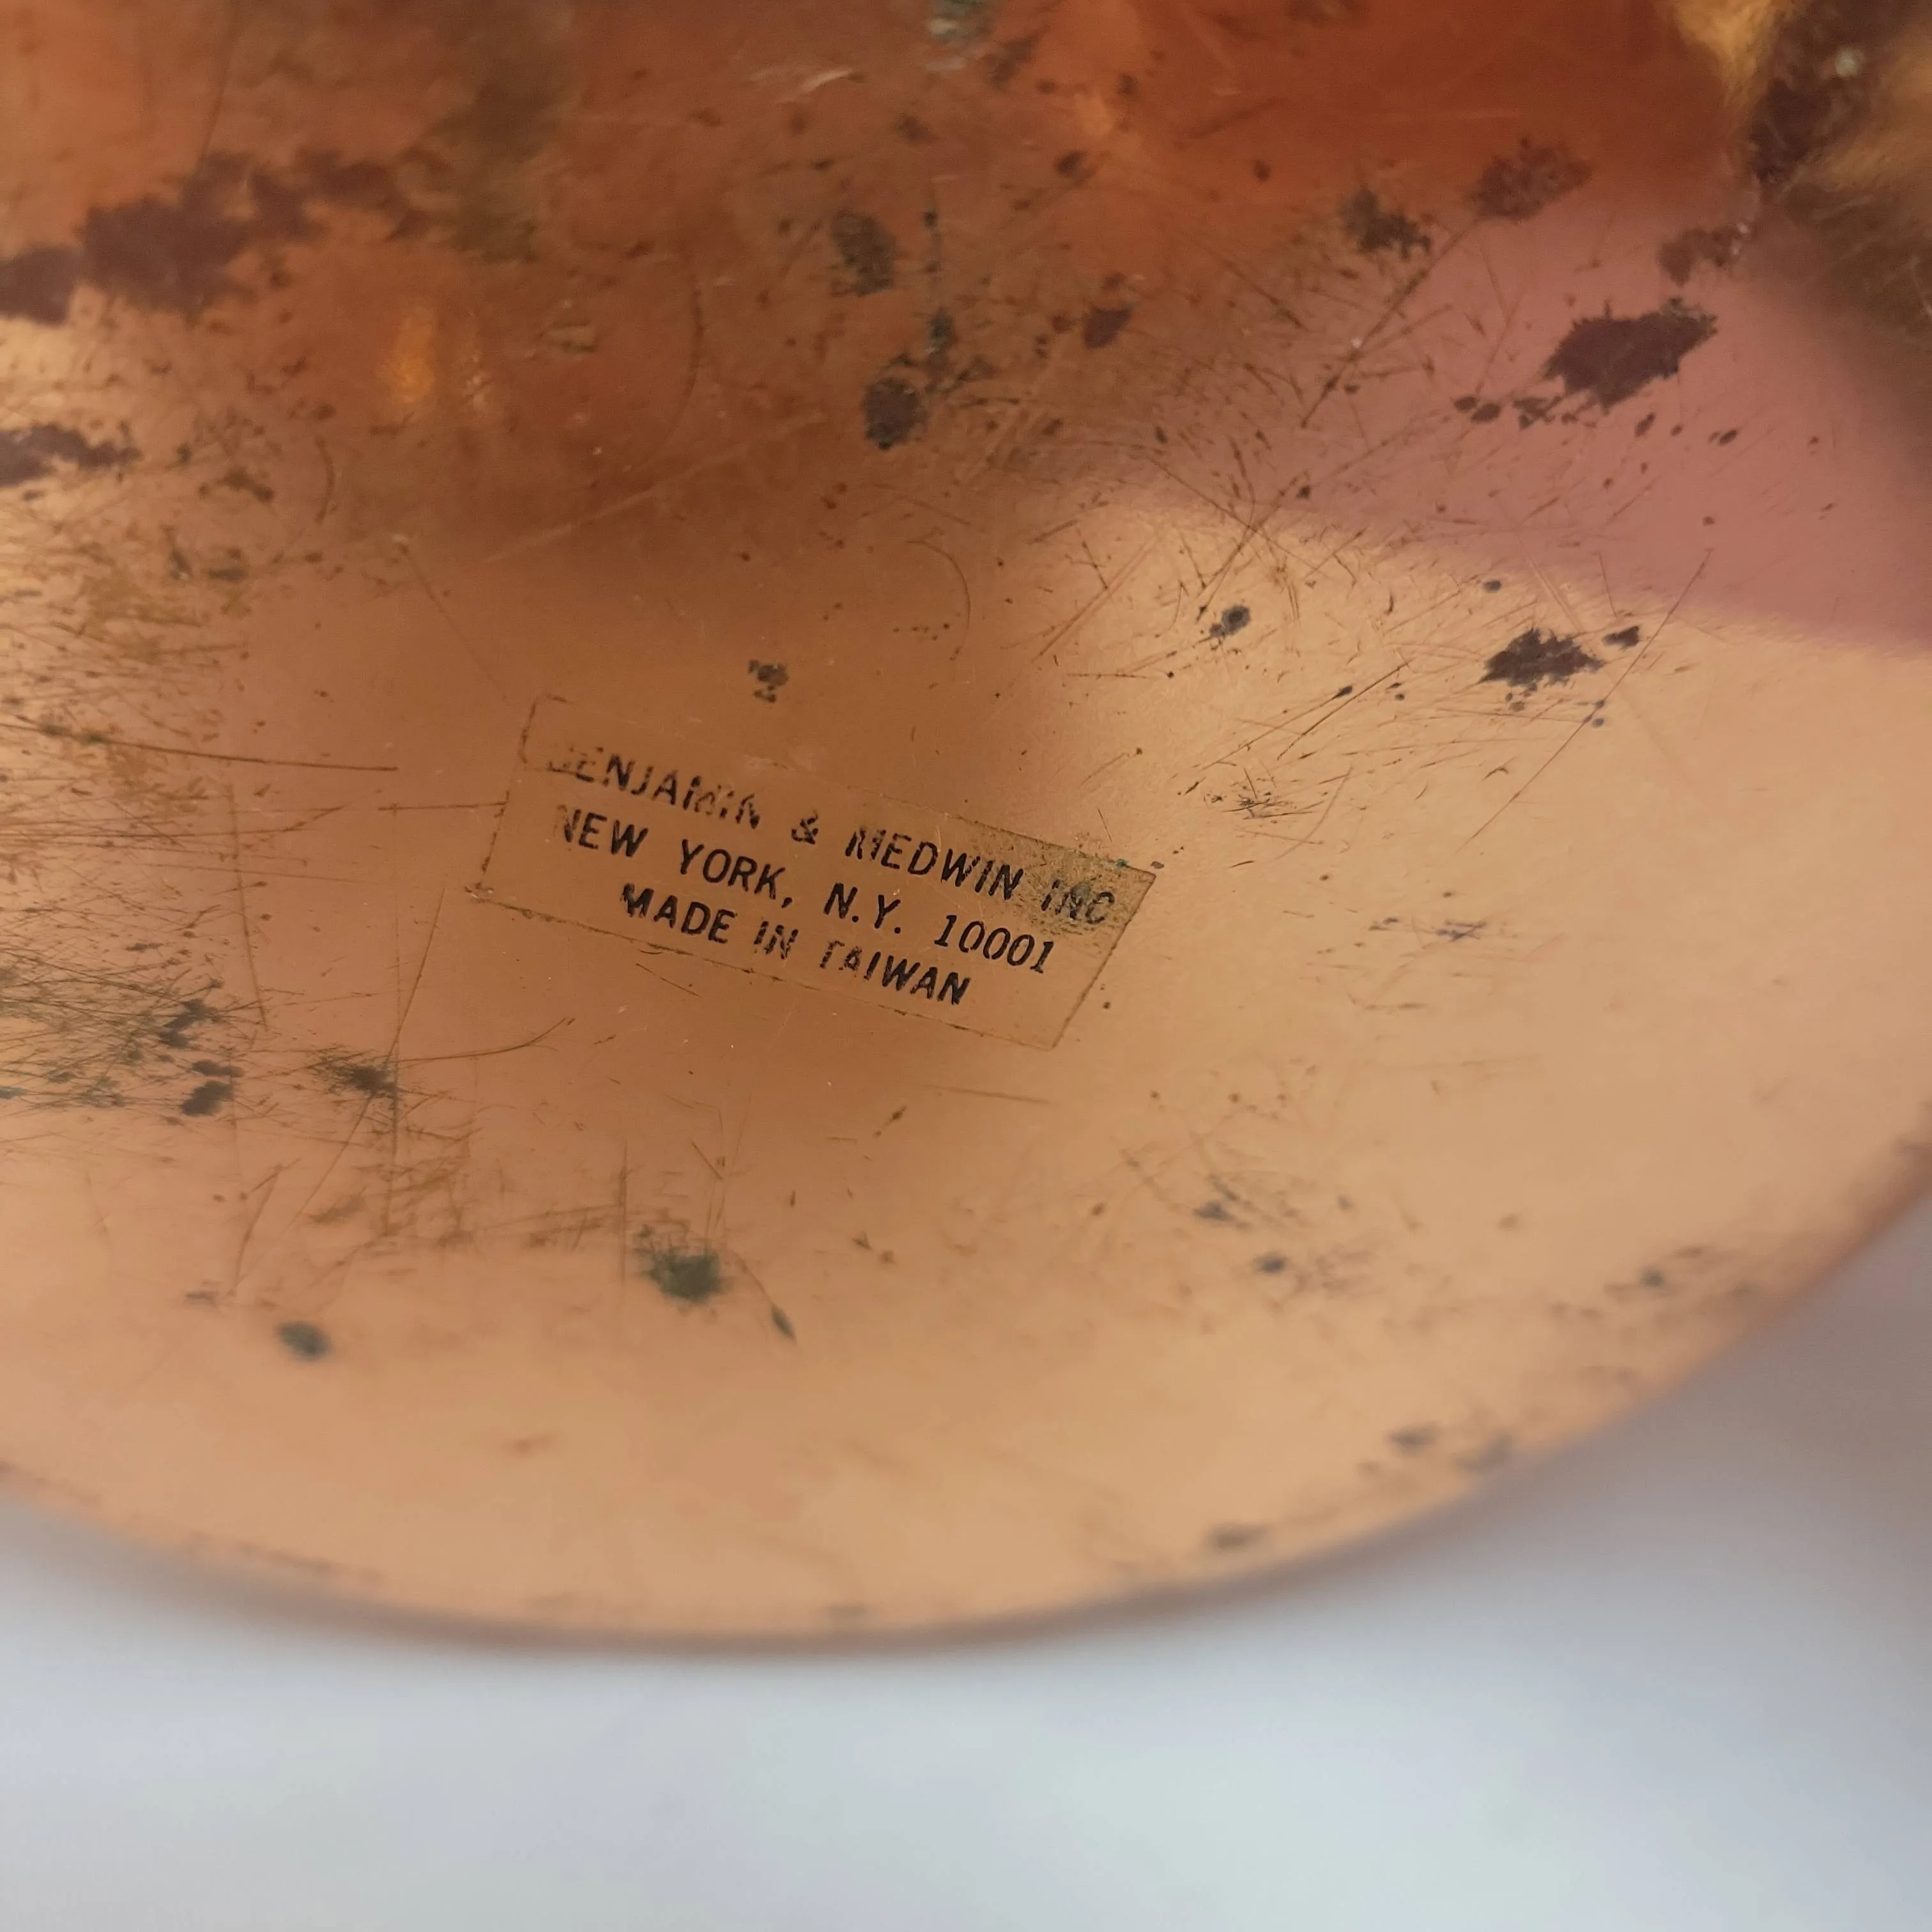 BENJAMIN & MEDWIN INC
NEW YORK, N.Y. 10001
MADE IN TAIWAN